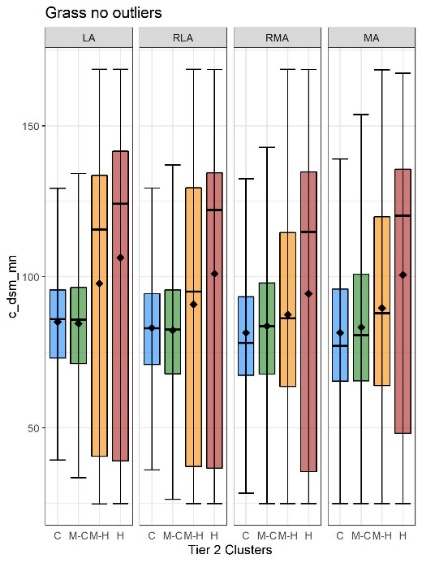 Grass no outliers
LA RLA RMA MA
150
100
50
c_dsm_mn
C M-C M-H H C M-C M-H H C M-C M-H H C M-C M-H H
Tier 2 Clusters